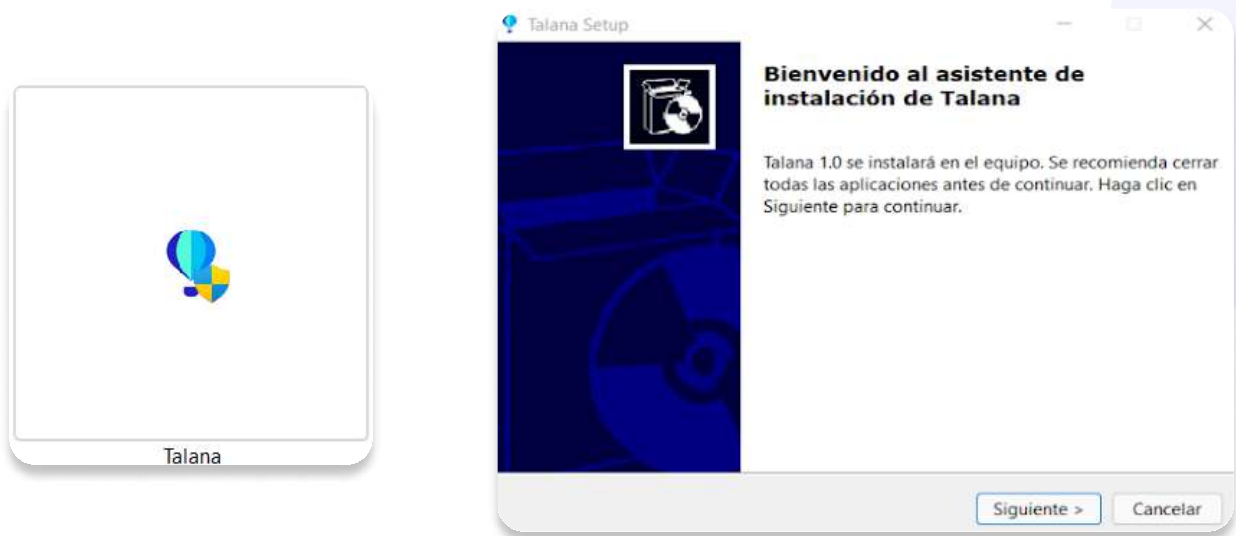 Talana Setup
Bienvenido al asistente de
instalación de Talana
Talana 1.0 se instalará en el equipo. Se recomienda cerrar
todas las aplicaciones antes de continuar. Haga clic en
Siguiente para continuar.
Talana
Siguiente >
Cancelar